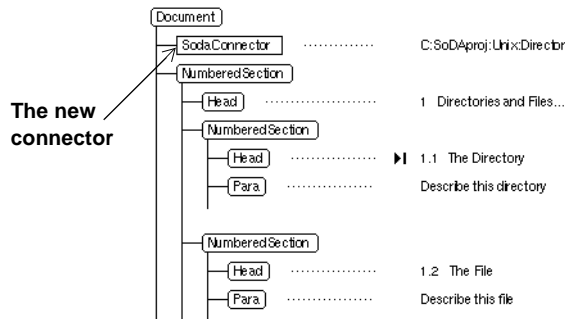 Document
SodaConnector ............. C:SoDAproj:Unix:Director
NumberedSection
The new
connector
Head .................... 1 Directories and Files...
NumberedSection
Head ................ 1.1 The Directory
Para ................ Describe this directory
NumberedSection
Head ................ 1.2 The File
Para ................ Describe this file